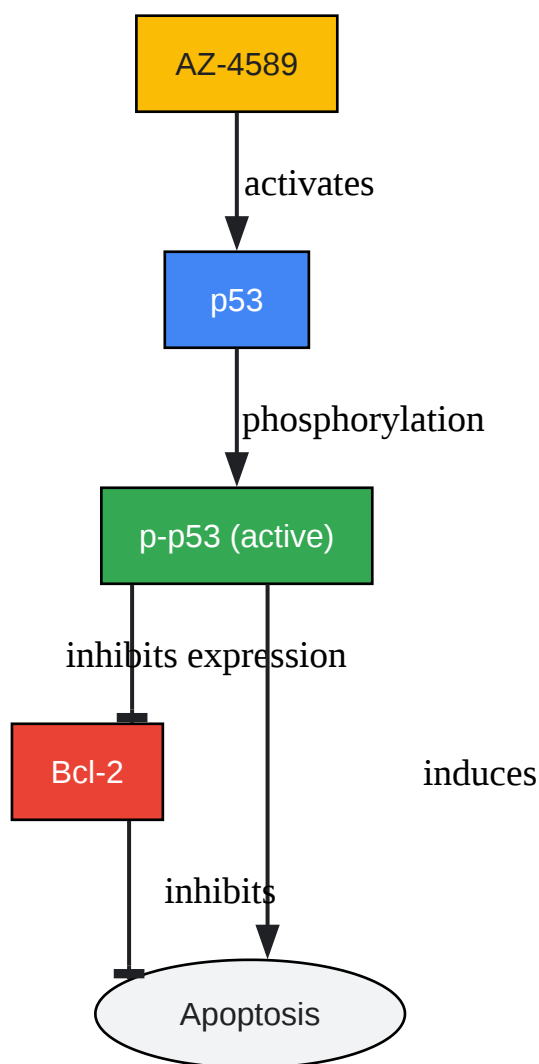 AZ-4589
activates
p53
phosphorylation
p-p53 (active)
inhibits expression
Bcl-2
induces
inhibits
Apoptosis